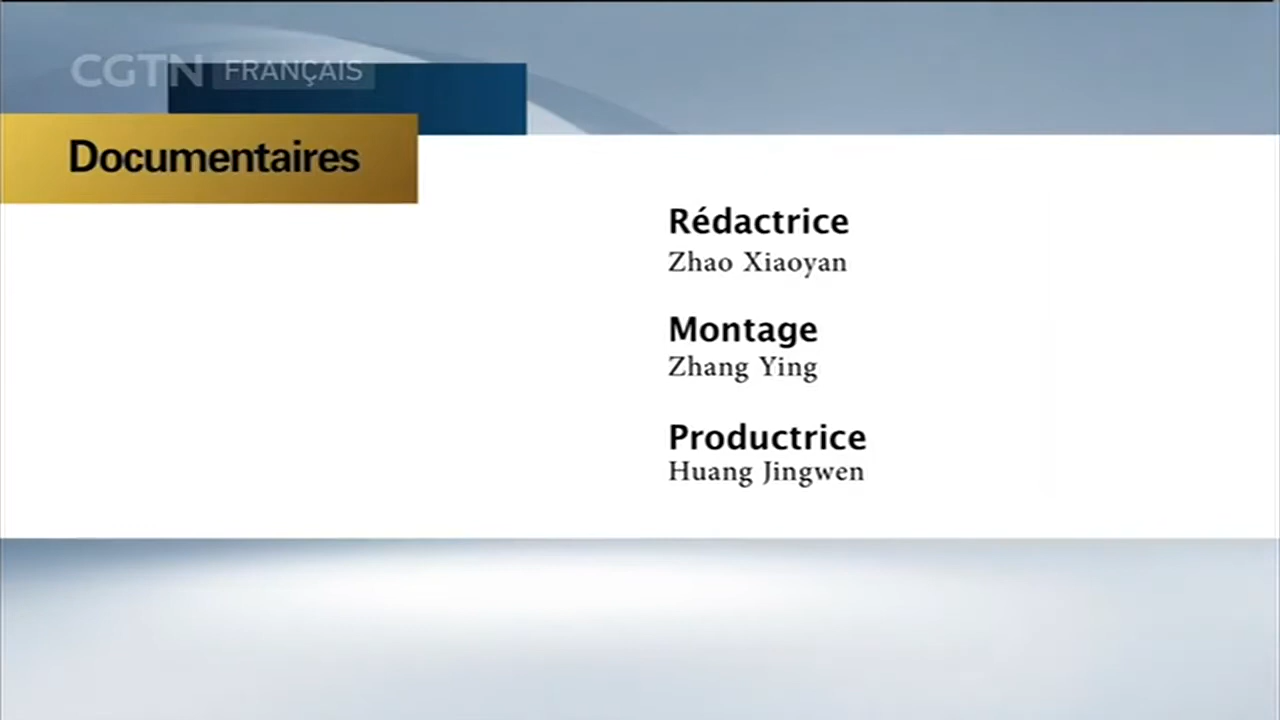 CGTN FRANÇAIS
Documentaires
Rédactrice
Zhao Xiaoyan
Montage
Zhang Ying
Productrice
Huang Jingwen